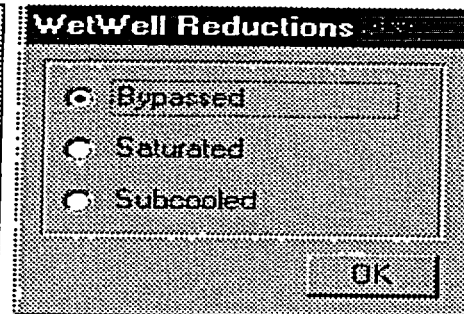 WetWell Reductions
Bypassed
Saturated
Subcooled
OK